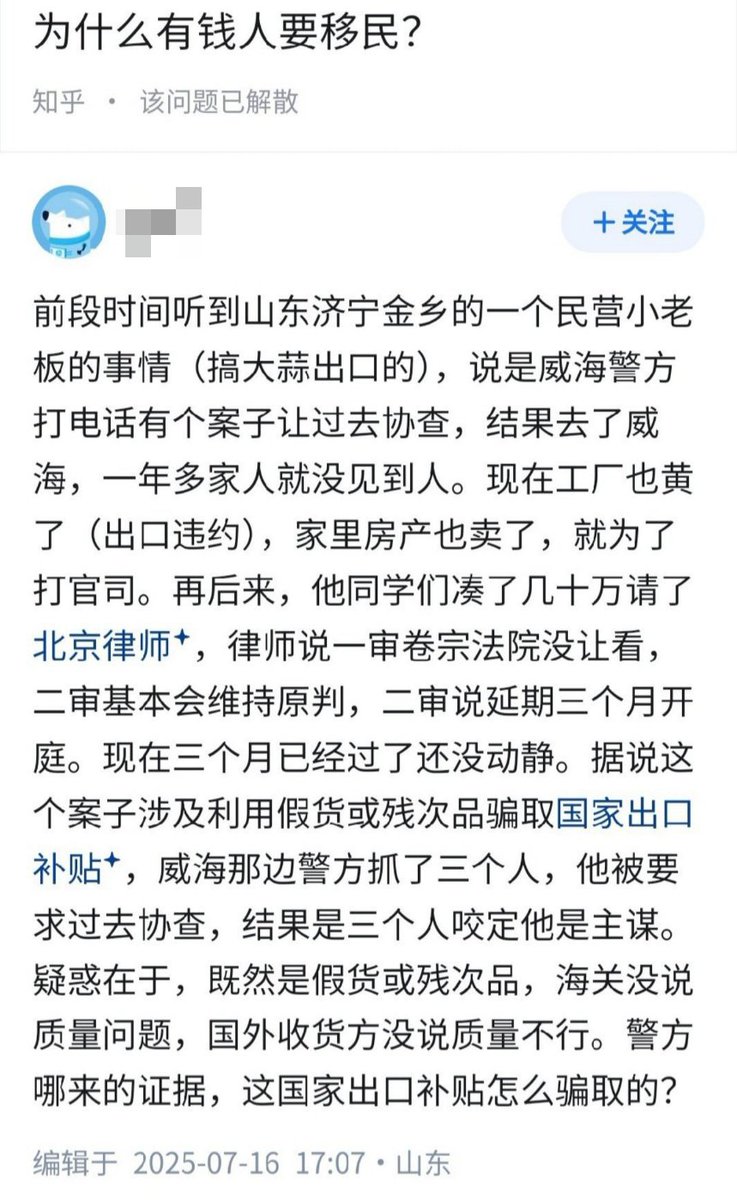 为什么有钱人要移民?
知乎 · 该问题已解散
+关注
前段时间听到山东济宁金乡的一个民营小老
板的事情（搞大蒜出口的），说是威海警方
打电话有个案子让过去协查，结果去了威
海，一年多家人就没见到人。现在工厂也黄
了（出口违约），家里房产也卖了，就为了
打官司。再后来，他同学们凑了几十万请了
北京律师，律师说一审卷宗法院没让看，
二审基本会维持原判，二审说延期三个月开
庭。现在三个月已经过了还没动静。据说这
个案子涉及利用假货或残次品骗取国家出口
补贴，威海那边警方抓了三个人，他被要
求过去协查，结果是三个人咬定他是主谋。
疑惑在于，既然是假货或残次品，海关没说
质量问题，国外收货方没说质量不行。警方
哪来的证据，这国家出口补贴怎么骗取的？
编辑于 2025-07-16 17:07 · 山东